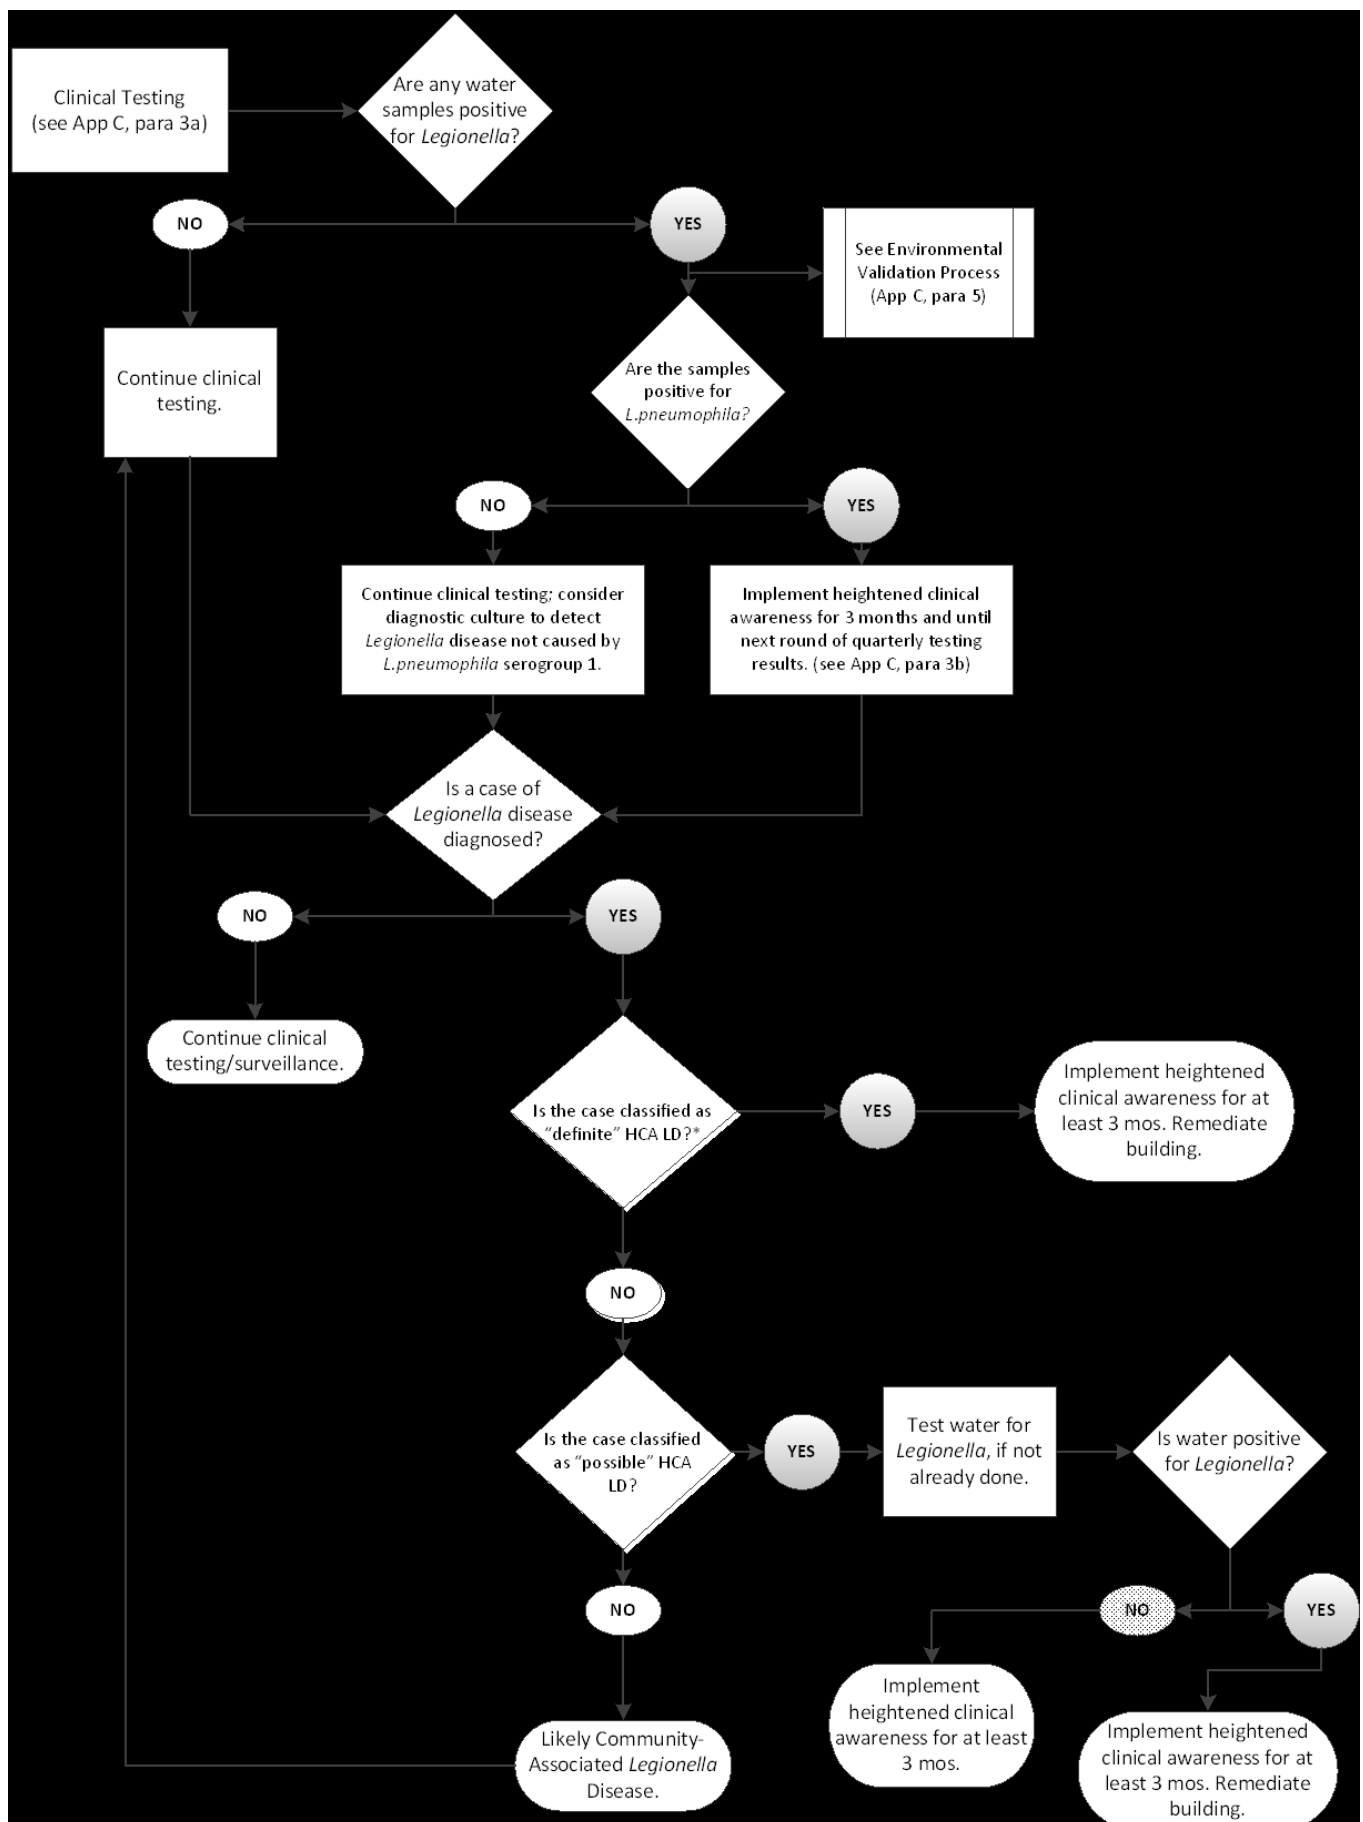 Clinical Testing
(see App C, para 3a)
Are any water
samples positive
for Legionella?
NO
YES
See Environmental
Validation Process
(App C, para 5)
Continue clinical
testing.
Are the samples
positive for
L.pneumophila?
NO
YES
Continue clinical testing; consider
diagnostic culture to detect
Legionella disease not caused by
L.pneumophila serogroup 1.
Implement heightened clinical
awareness for 3 months and until
next round of quarterly testing
results. (see App C, para 3b)
Is a case of
Legionella disease
diagnosed?
NO
YES
Continue clinical
testing/surveillance.
Is the case classified as
"definite" HCA LD?*
YES
Implement heightened
clinical awareness for at
least 3 mos. Remediate
building.
NO
Is the case classified
as "possible" HCA
LD?
YES
Test water for
Legionella, if not
already done.
Is water positive
for Legionella?
NO
NO
YES
Implement
heightened clinical
awareness for at least
3 mos.
Implement heightened
clinical awareness for at
least 3 mos. Remediate
building.
Likely Community-
Associated Legionella
Disease.